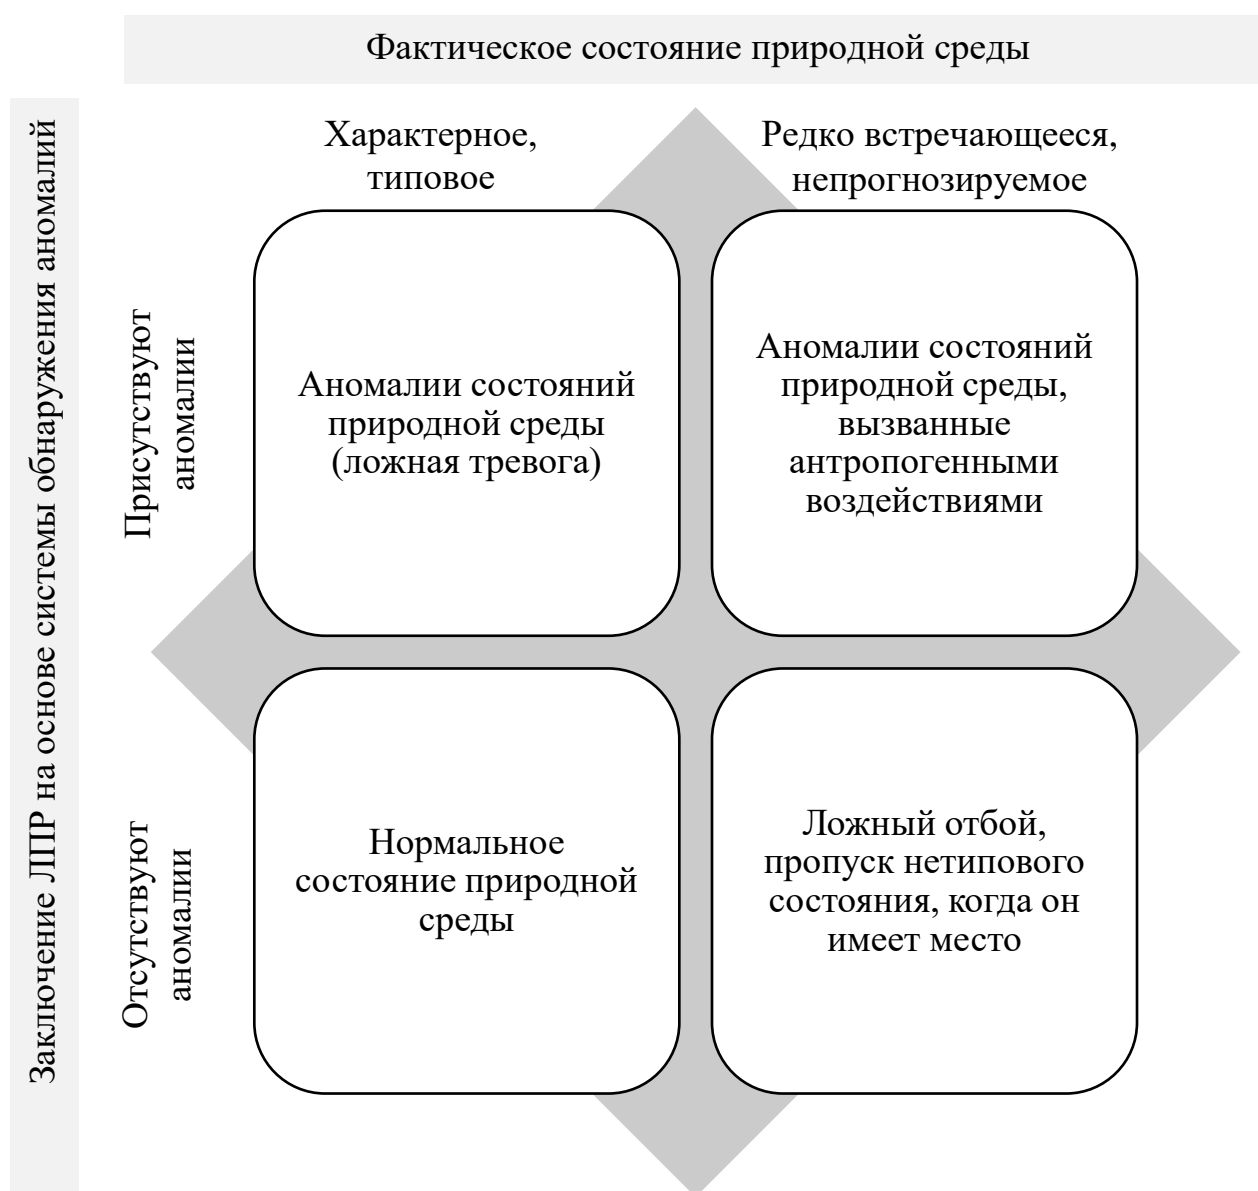 Фактическое состояние природной среды
Заключение ЛПР на основе системы обнаружения аномалий
Характерное,
типовое
Редко встречающееся,
непрогнозируемое
Присутствуют
аномалии
Аномалии состояний
природной среды
(ложная тревога)
Аномалии состояний
природной среды,
вызванные
антропогенными
воздействиями
Отсутствуют
аномалии
Нормальное
состояние природной
среды
Ложный отбой,
пропуск нетипового
состояния, когда он
имеет место